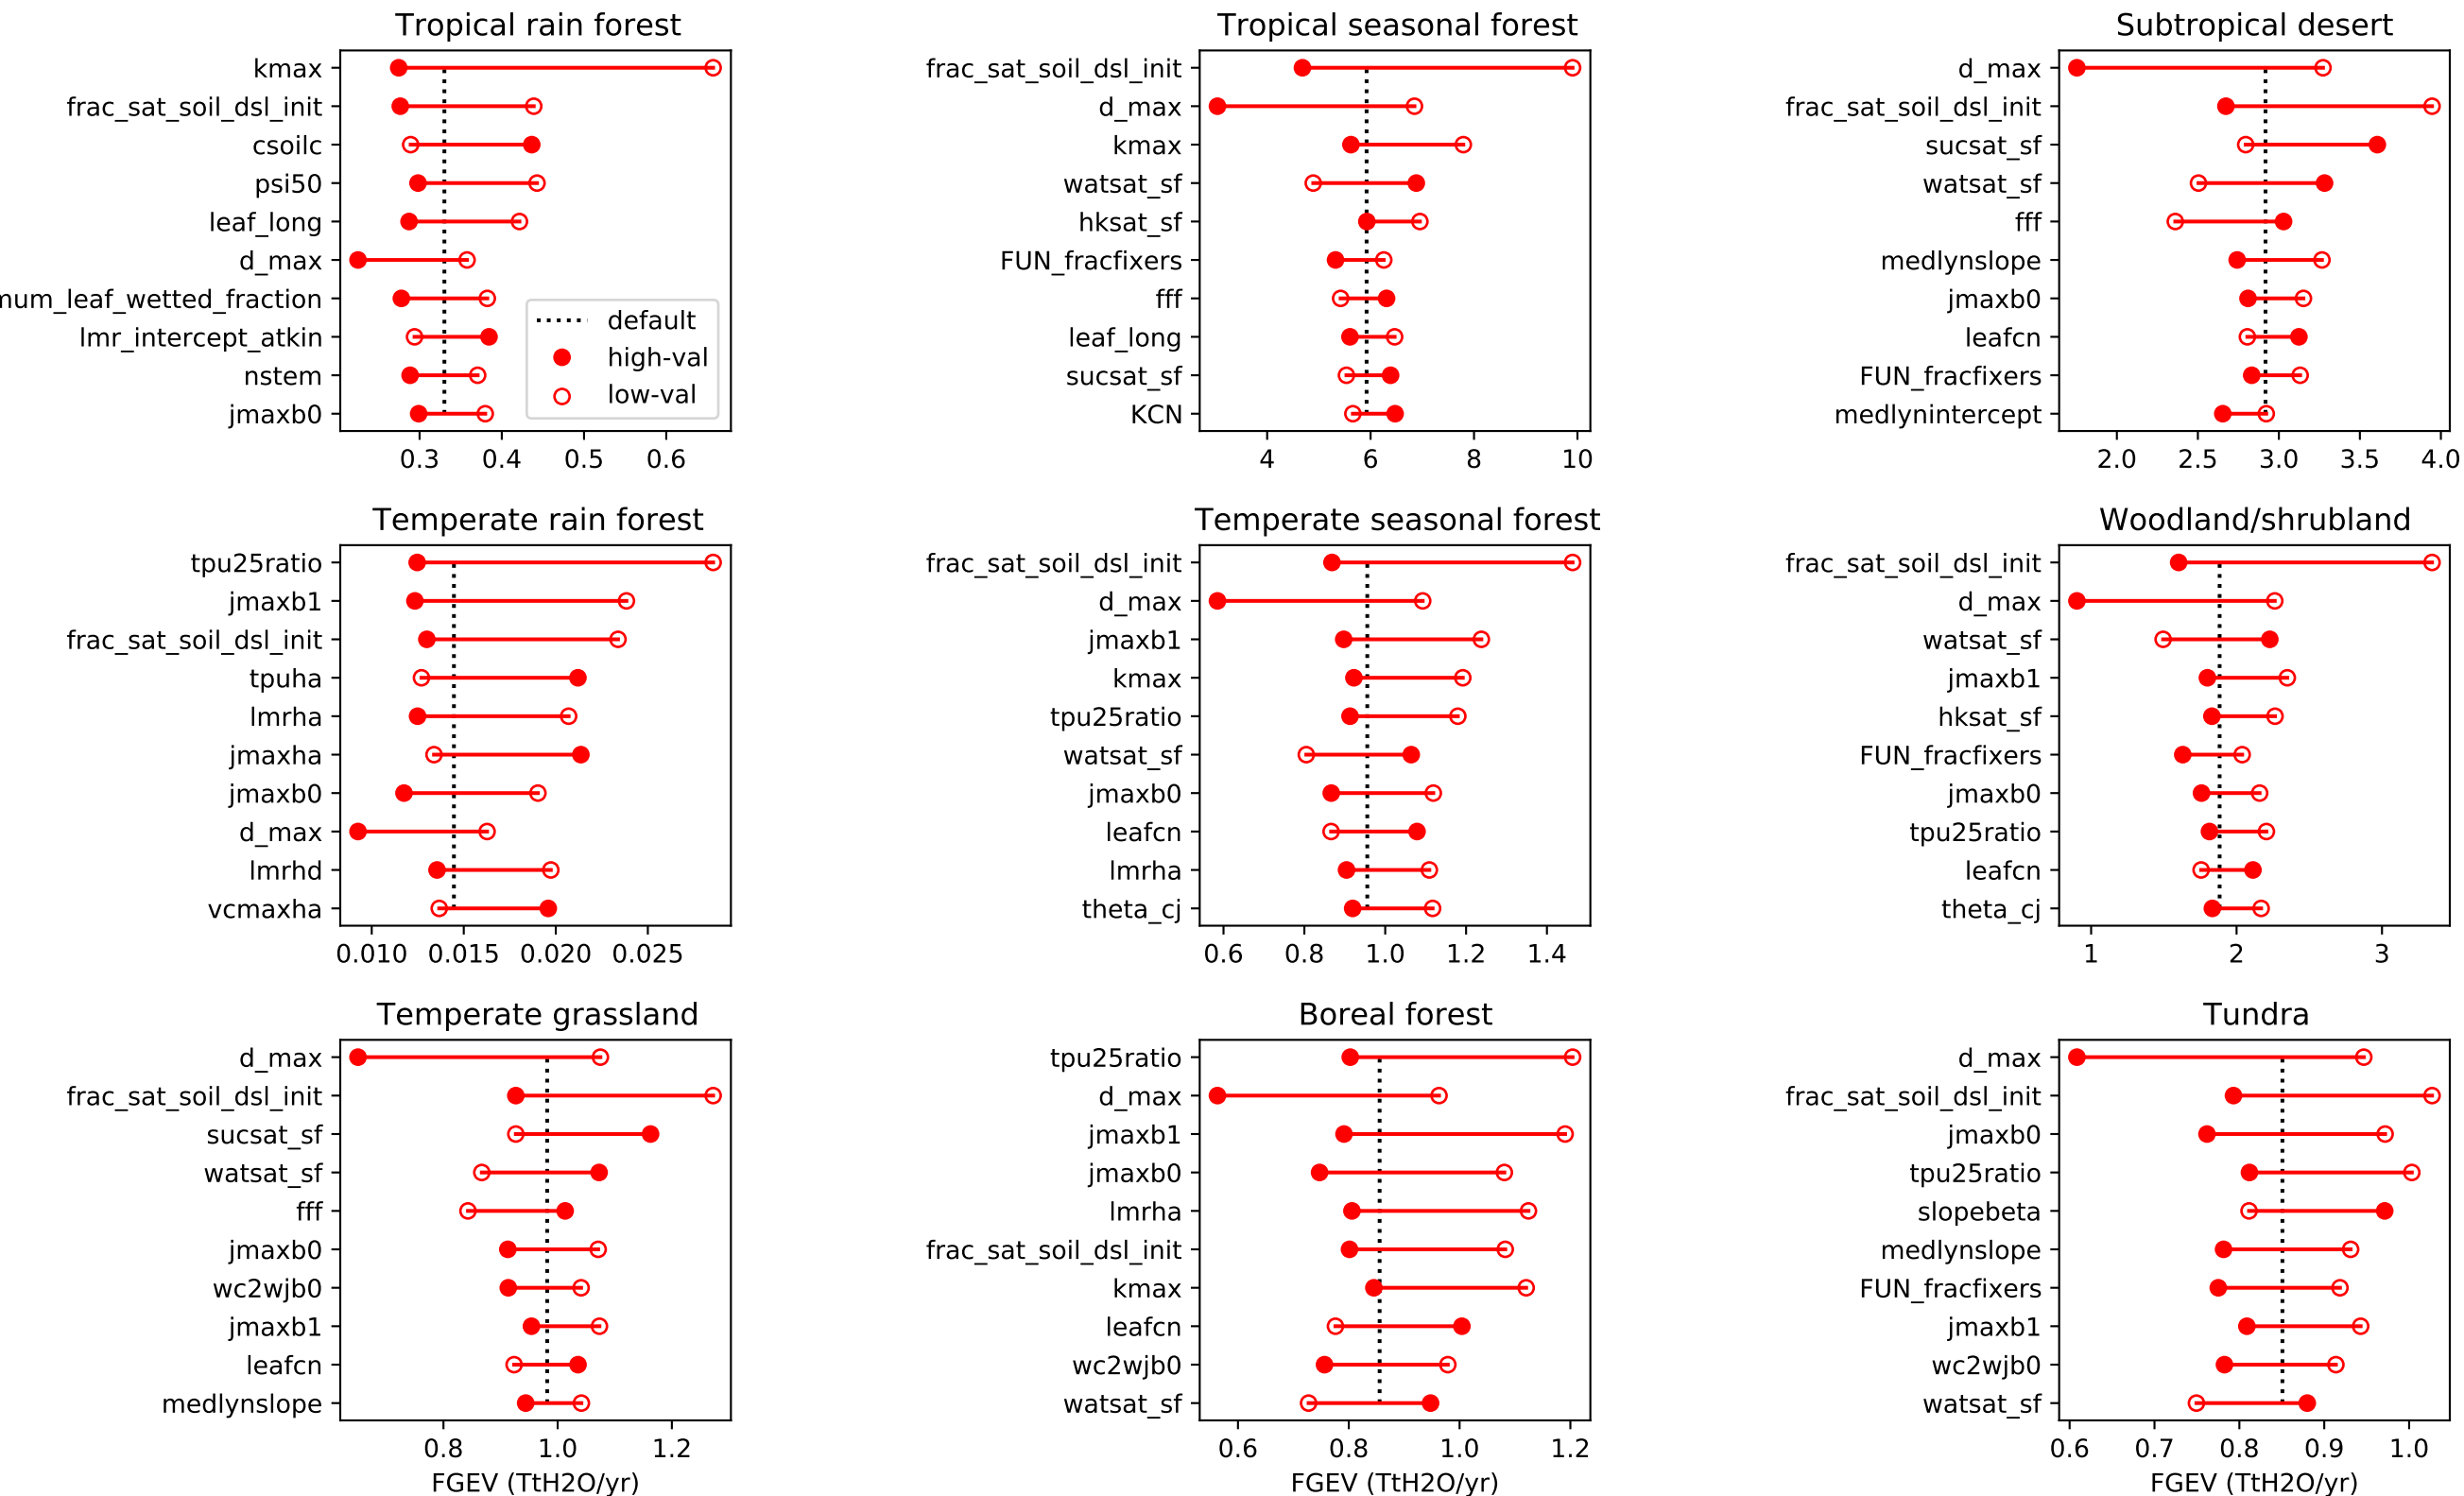 Tropical rain forest
kmax
frac_sat_soil_dsl_init
csoilc
psi50
leaf_long
d_max
mum_leaf_wetted_fraction
lmr_intercept_atkin
nstem
jmaxb0
default
high-val
low-val
0.3 0.4 0.5 0.6
Tropical seasonal forest
frac_sat_soil_dsl_init
d_max
kmax
watsat_sf
hksat_sf
FUN_fracfixers
fff
leaf_long
sucsat_sf
KCN
4 6 8 10
Subtropical desert
d_max
frac_sat_soil_dsl_init
sucsat_sf
watsat_sf
fff
medlynslope
jmaxb0
leafcn
FUN_fracfixers
medlynintercept
2.0 2.5 3.0 3.5 4.0
Temperate rain forest
tpu25ratio
jmaxb1
frac_sat_soil_dsl_init
tpuha
lmrha
jmaxha
jmaxb0
d_max
lmrhd
vcmaxha
0.010 0.015 0.020 0.025
Temperate seasonal forest
frac_sat_soil_dsl_init
d_max
jmaxb1
kmax
tpu25ratio
watsat_sf
jmaxb0
leafcn
lmrha
theta_cj
0.6 0.8 1.0 1.2 1.4
Woodland/shrubland
frac_sat_soil_dsl_init
d_max
watsat_sf
jmaxb1
hksat_sf
FUN_fracfixers
jmaxb0
tpu25ratio
leafcn
theta_cj
1 2 3
Temperate grassland
d_max
frac_sat_soil_dsl_init
sucsat_sf
watsat_sf
fff
jmaxb0
wc2wjb0
jmaxb1
leafcn
medlynslope
0.8 1.0 1.2
FGEV (TtH2O/yr)
Boreal forest
tpu25ratio
d_max
jmaxb1
jmaxb0
lmrha
frac_sat_soil_dsl_init
kmax
leafcn
wc2wjb0
watsat_sf
0.6 0.8 1.0 1.2
FGEV (TtH2O/yr)
Tundra
d_max
frac_sat_soil_dsl_init
jmaxb0
tpu25ratio
slopebeta
medlynslope
FUN_fracfixers
jmaxb1
wc2wjb0
watsat_sf
0.6 0.7 0.8 0.9 1.0
FGEV (TtH2O/yr)